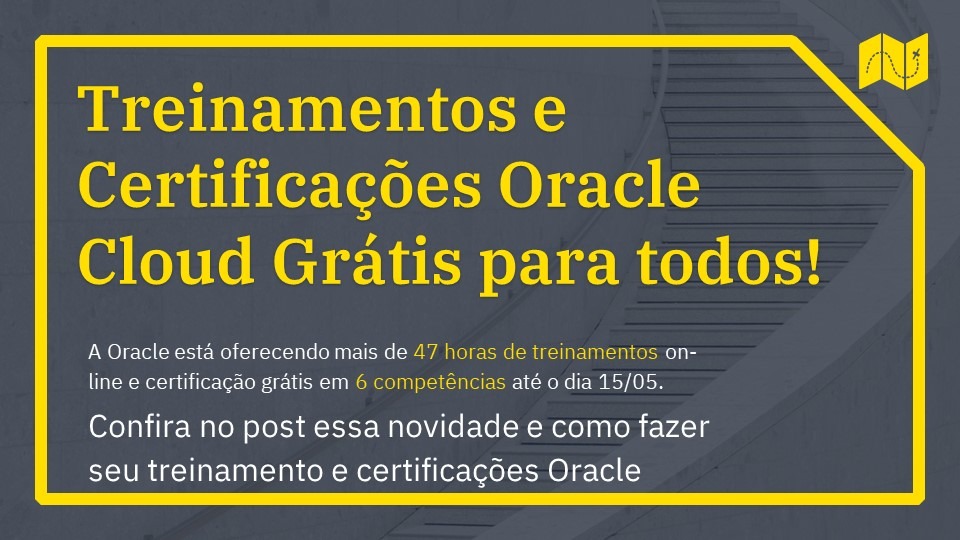 Treinamentos e
Certificações Oracle
Cloud Grátis para todos!
A Oracle está oferecendo mais de 47 horas de treinamentos on-
line e certificação grátis em 6 competências até o dia 15/05.
Confira no post essa novidade e como fazer
seu treinamento e certificações Oracle